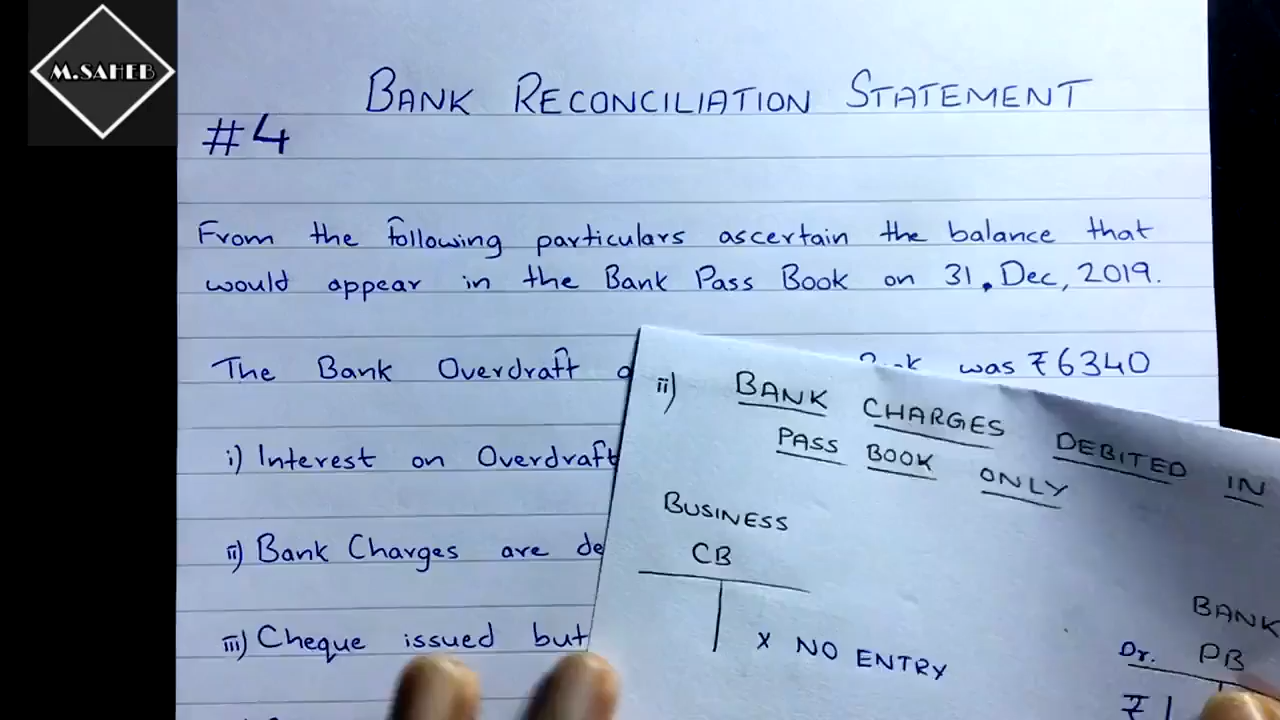 M.SAHEB
BANK RECONCILIATION STATEMENT
#4
From the following particulars ascertain the balance that
would appear in the Bank Pass Book on 31. Dec, 2019.
The Bank Overdraft was ₹6340
i) Interest on Overdraft
ii) Bank Charges are
iii) Cheque issued but
ii) BANK CHARGES DEBITED IN
PASS BOOK ONLY
BUSINESS
CB
x NO ENTRY
BANK
Dr. PB